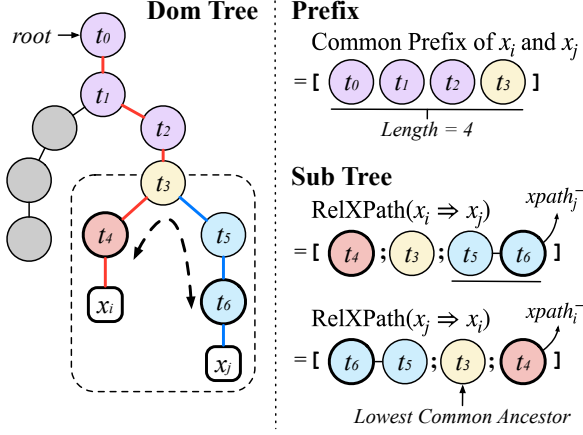 Dom Tree
root
t0
t1
t2
t3
t4
t5
xi
t6
xj
Prefix
Common Prefix of xi and xj
= [ t0 t1 t2 t3 ]
Length = 4
Sub Tree
RelXPath(xi ⇒ xj)
xpathj−
= [ t4 ; t3 ; t5 t6 ]
RelXPath(xj ⇒ xi)
xpathi−
= [ t6 t5 ; t3 ; t4 ]
Lowest Common Ancestor